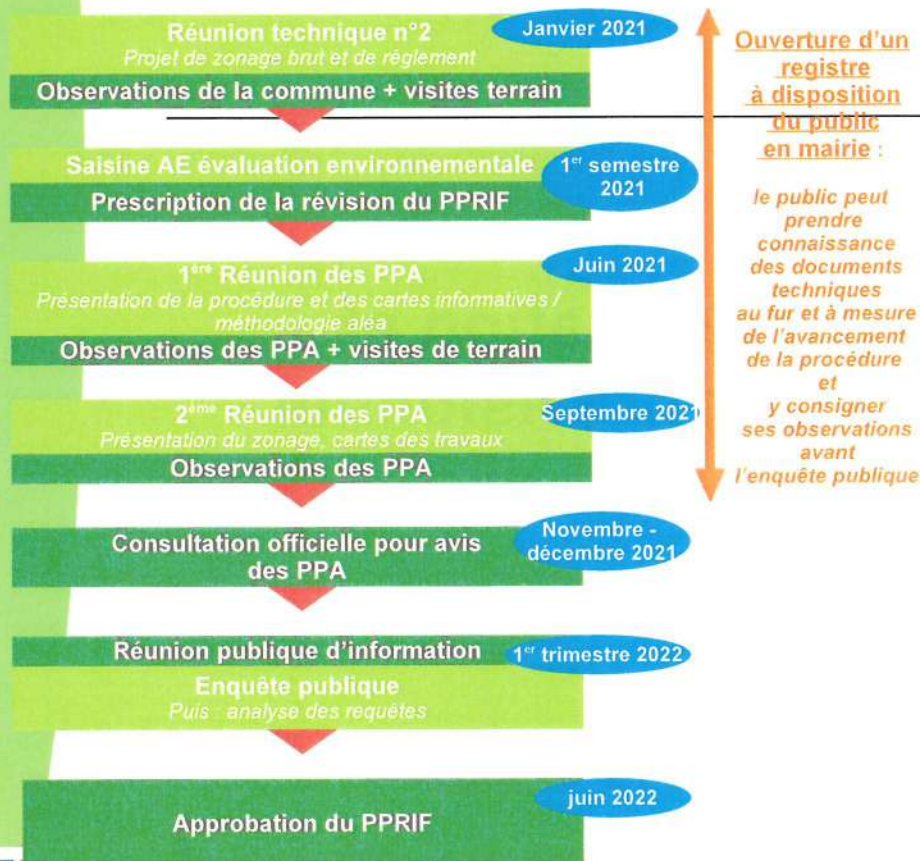 Réunion technique n°2
Janvier 2021
Projet de zonage brut et de réglement
Observations de la commune + visites terrain
Saisine AE évaluation environnementale
1er semestre
2021
Prescription de la révision du PPRIF
1ère Réunion des PPA
Juin 2021
Présentation de la procédure et des cartes informatives /
méthodologie aléa
Observations des PPA + visites de terrain
2ème Réunion des PPA
Septembre 2021
Présentation du zonage, cartes des travaux
Observations des PPA
Consultation officielle pour avis
des PPA
Novembre -
décembre 2021
Réunion publique d'information
1er trimestre 2022
Enquête publique
Puis : analyse des requêtes
Approbation du PPRIF
juin 2022
Ouverture d'un
registre
à disposition
du public
en mairie :
le public peut
prendre
connaissance
des documents
techniques
au fur et à mesure
de l'avancement
de la procédure
et
y consigner
ses observations
avant
l'enquête publique